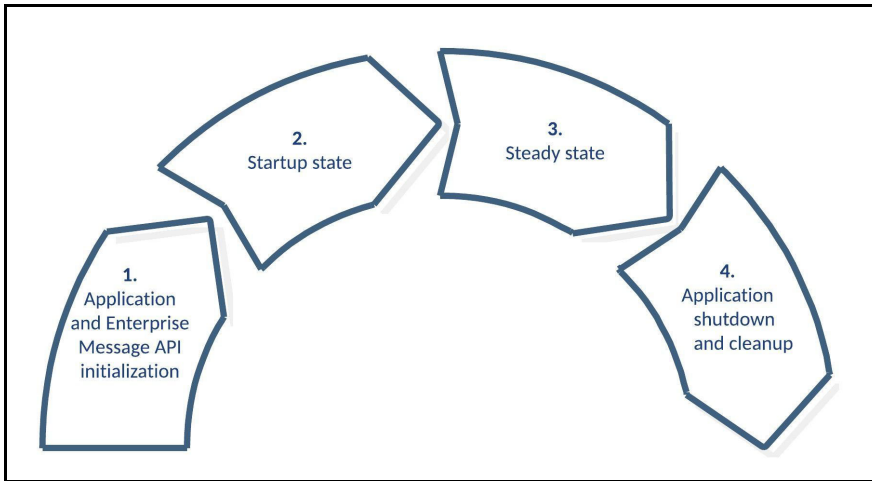 1.
Application
and Enterprise
Message API
initialization
2.
Startup state
3.
Steady state
4.
Application
shutdown
and cleanup